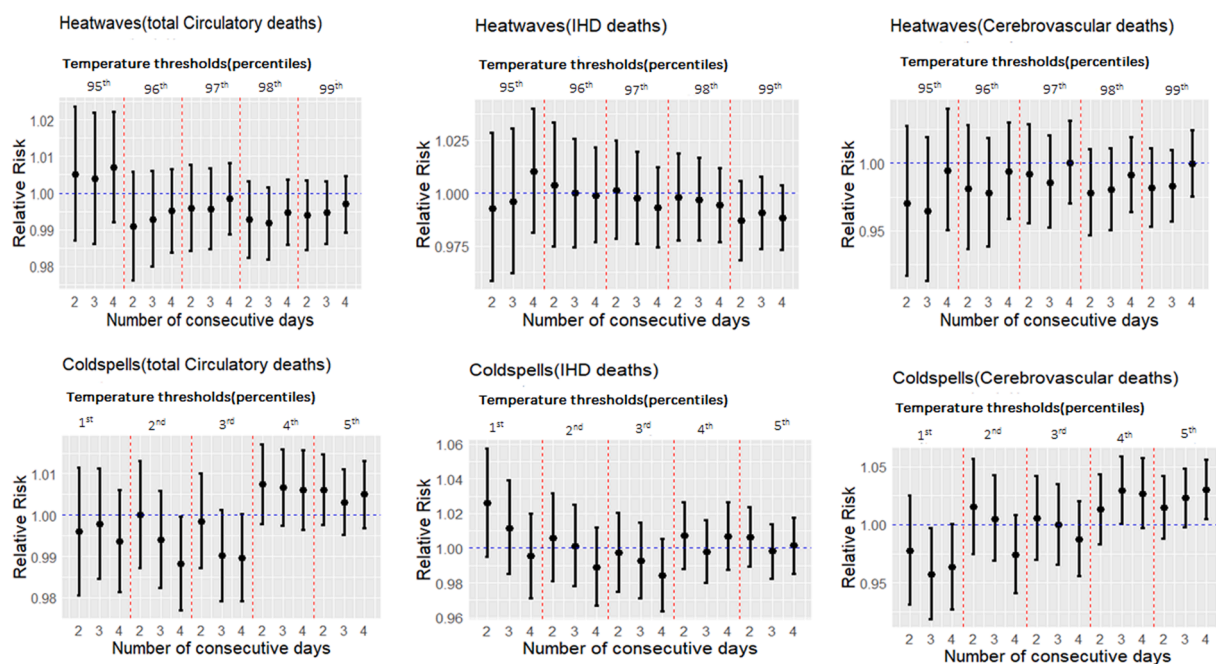 Heatwaves(total Circulatory deaths)
Temperature thresholds(percentiles)
95th 96th 97th 98th 99th
Relative Risk
1.02
1.01
1.00
0.99
0.98
2 3 4 2 3 4 2 3 4 2 3 4 2 3 4
Number of consecutive days
Heatwaves(IHD deaths)
Temperature thresholds(percentiles)
95th 96th 97th 98th 99th
Relative Risk
1.025
1.000
0.975
2 3 4 2 3 4 2 3 4 2 3 4 2 3 4
Number of consecutive days
Heatwaves(Cerebrovascular deaths)
Temperature thresholds(percentiles)
95th 96th 97th 98th 99th
Relative Risk
1.00
0.95
2 3 4 2 3 4 2 3 4 2 3 4 2 3 4
Number of consecutive days
Coldspells(total Circulatory deaths)
Temperature thresholds(percentiles)
1st 2nd 3rd 4th 5th
Relative Risk
1.01
1.00
0.99
0.98
2 3 4 2 3 4 2 3 4 2 3 4 2 3 4
Number of consecutive days
Coldspells(IHD deaths)
Temperature thresholds(percentiles)
1st 2nd 3rd 4th 5th
Relative Risk
1.06
1.04
1.02
1.00
0.98
0.96
2 3 4 2 3 4 2 3 4 2 3 4 2 3 4
Number of consecutive days
Coldspells(Cerebrovascular deaths)
Temperature thresholds(percentiles)
1st 2nd 3rd 4th 5th
Relative Risk
1.05
1.00
0.95
2 3 4 2 3 4 2 3 4 2 3 4 2 3 4
Number of consecutive days